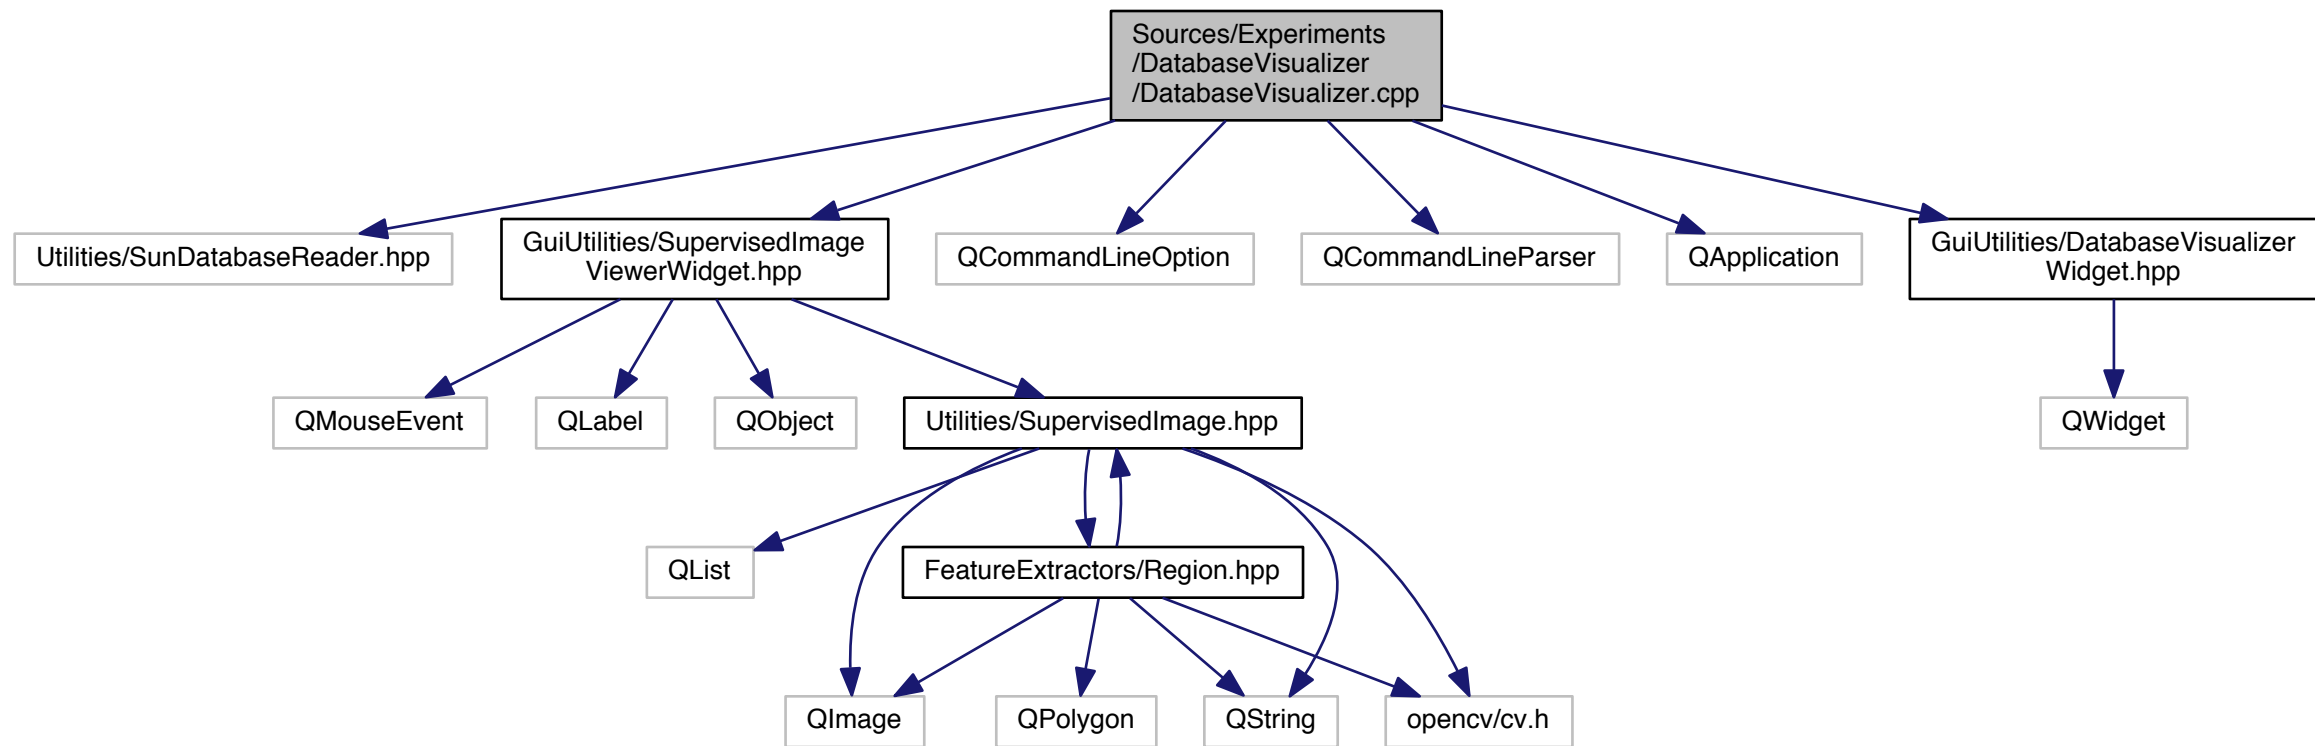 Sources/Experiments
/DatabaseVisualizer
/DatabaseVisualizer.cpp
Utilities/SunDatabaseReader.hpp
GuiUtilities/SupervisedImage
ViewerWidget.hpp
QCommandLineOption
QCommandLineParser
QApplication
GuiUtilities/DatabaseVisualizer
Widget.hpp
QMouseEvent
QLabel
QObject
Utilities/SupervisedImage.hpp
QWidget
QList
FeatureExtractors/Region.hpp
QImage
QPolygon
QString
opencv/cv.h